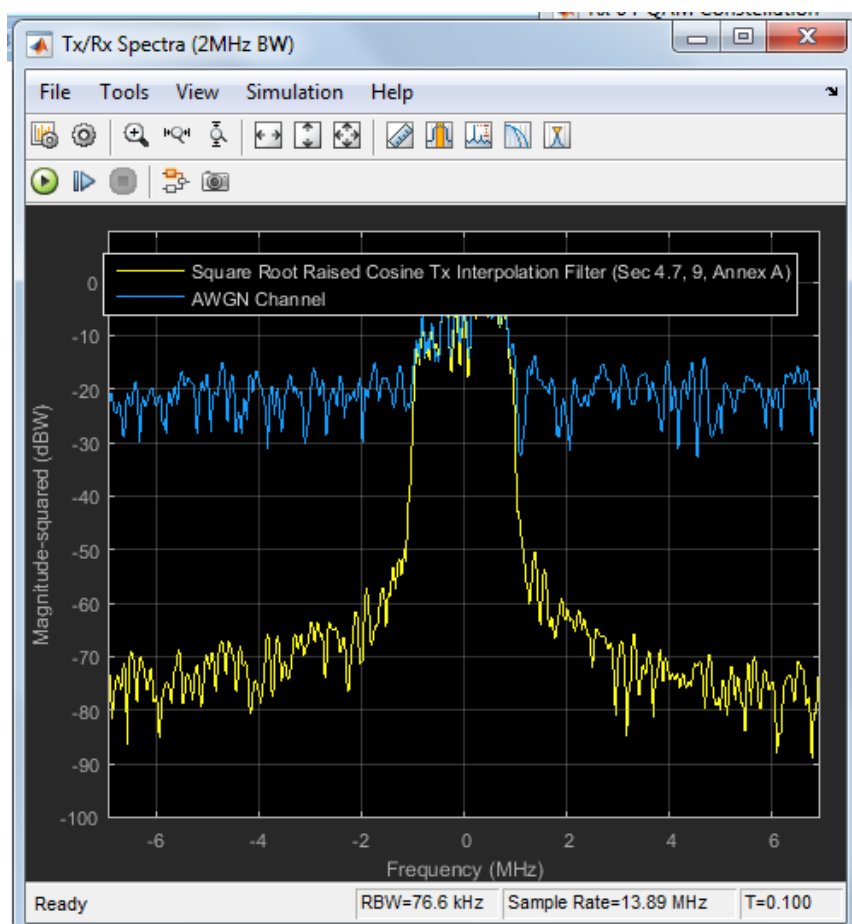 Tx/Rx Spectra (2MHz BW)
File Tools View Simulation Help
Square Root Raised Cosine Tx Interpolation Filter (Sec 4.7, 9, Annex A)
AWGN Channel
Magnitude-squared (dBW)
0
-10
-20
-30
-40
-50
-60
-70
-80
-90
-100
-6 -4 -2 0 2 4 6
Frequency (MHz)
Ready RBW=76.6 kHz Sample Rate=13.89 MHz T=0.100